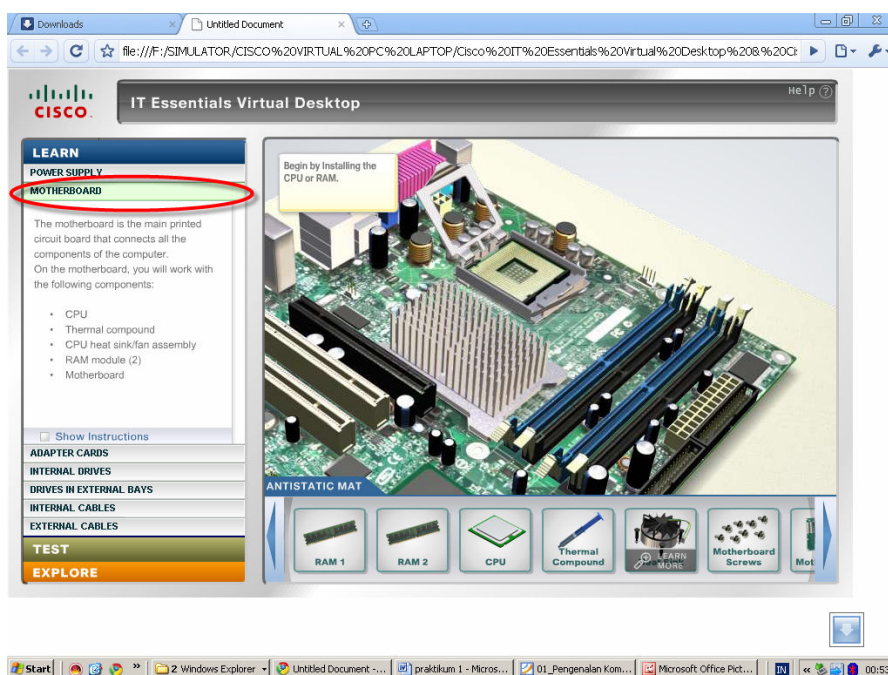 Downloads
Untitled Document
file:///F:/SIMULATOR/CISCO%20VIRTUAL%20PC%20LAPTOP/Cisco%20IT%20Essentials%20Virtual%20Desktop%20&%20Ci
CISCO
IT Essentials Virtual Desktop
Help ?
LEARN
POWER SUPPLY
MOTHERBOARD
The motherboard is the main printed
circuit board that connects all the
components of the computer.
On the motherboard, you will work with
the following components:
• CPU
• Thermal compound
• CPU heat sink/fan assembly
• RAM module (2)
• Motherboard
Show Instructions
ADAPTER CARDS
INTERNAL DRIVES
DRIVES IN EXTERNAL BAYS
INTERNAL CABLES
EXTERNAL CABLES
TEST
EXPLORE
Begin by Installing the
CPU or RAM.
ANTISTATIC MAT
RAM 1
RAM 2
CPU
Thermal
Compound
LEARN
MORE
Motherboard
Screws
Mot
Start
2 Windows Explorer
Untitled Document -...
praktikum 1 - Micros...
01_Pengenalan Kom...
Microsoft Office Pict...
IN
00:53